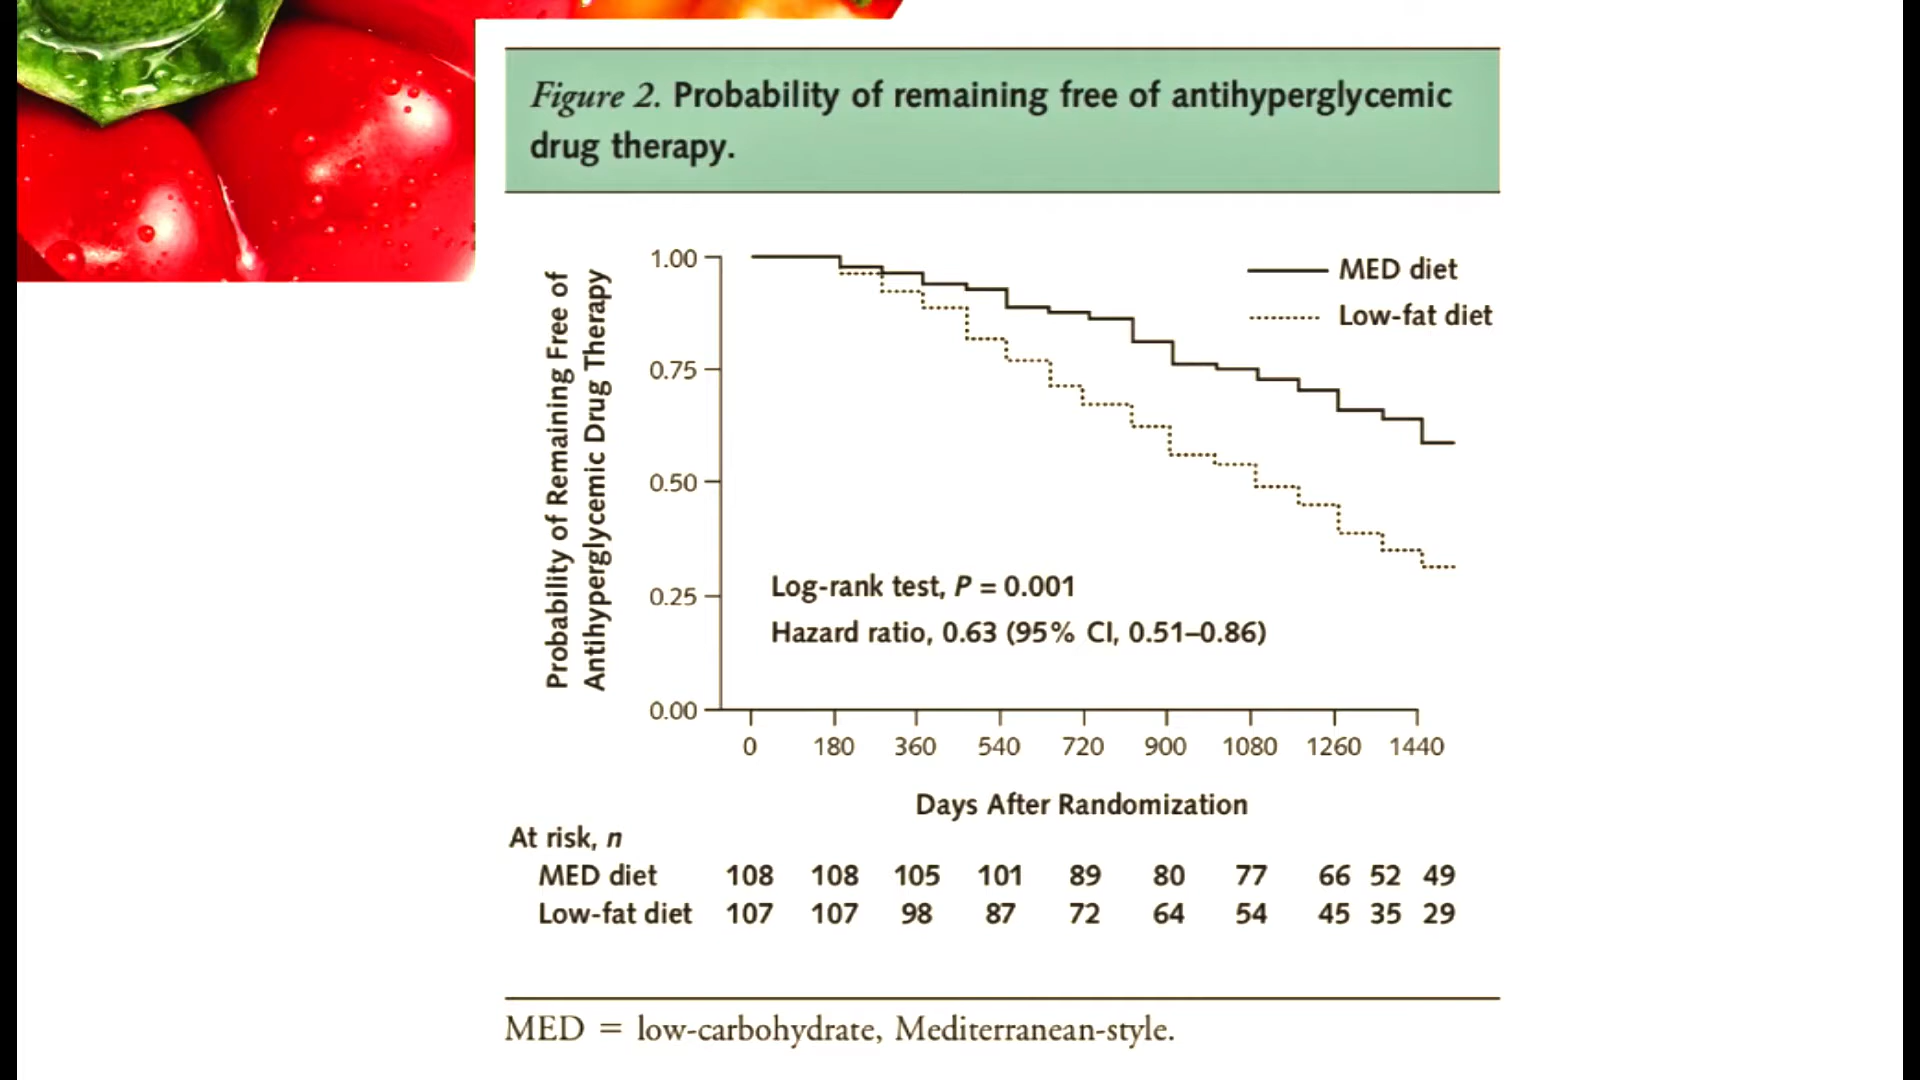 Figure 2. Probability of remaining free of antihyperglycemic
drug therapy.
Probability of Remaining Free of
Antihyperglycemic Drug Therapy
1.00
0.75
0.50
0.25
0.00
MED diet
Low-fat diet
Log-rank test, P = 0.001
Hazard ratio, 0.63 (95% CI, 0.51–0.86)
0 180 360 540 720 900 1080 1260 1440
Days After Randomization
At risk, n
MED diet 108 108 105 101 89 80 77 66 52 49
Low-fat diet 107 107 98 87 72 64 54 45 35 29
MED = low-carbohydrate, Mediterranean-style.